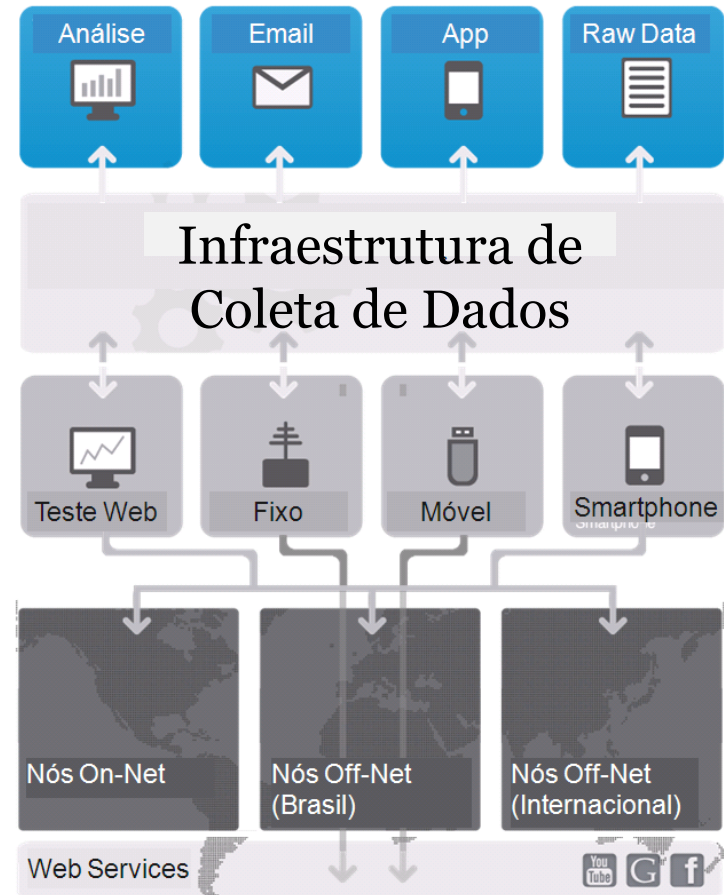 Análise
Email
App
Raw Data
Infraestrutura de
Coleta de Dados
Teste Web
Fixo
Móvel
Smartphone
Nós On-Net
Nós Off-Net
(Brasil)
Nós Off-Net
(Internacional)
Web Services
You
Tube
G
f